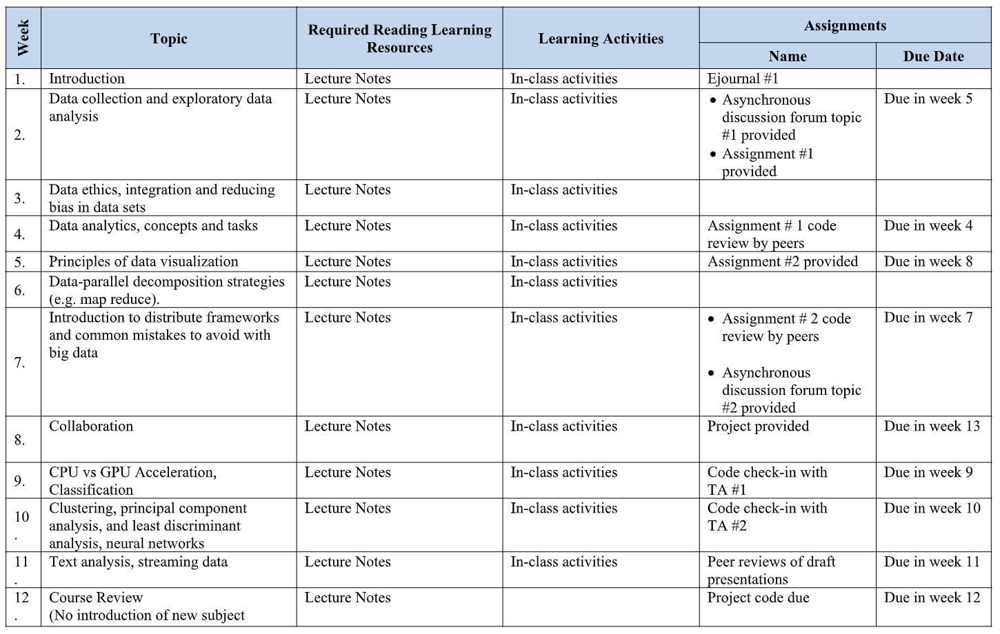 Week
Topic
Required Reading Learning
Resources
Learning Activities
Assignments
Name
Due Date
1.
Introduction
Lecture Notes
In-class activities
Ejournal #1
2.
Data collection and exploratory data
analysis
Lecture Notes
In-class activities
• Asynchronous
discussion forum topic
#1 provided
• Assignment #1
provided
Due in week 5
3.
Data ethics, integration and reducing
bias in data sets
Lecture Notes
In-class activities
4.
Data analytics, concepts and tasks
Lecture Notes
In-class activities
Assignment # 1 code
review by peers
Due in week 4
5.
Principles of data visualization
Lecture Notes
In-class activities
Assignment #2 provided
Due in week 8
6.
Data-parallel decomposition strategies
(e.g. map reduce).
Lecture Notes
In-class activities
7.
Introduction to distribute frameworks
and common mistakes to avoid with
big data
Lecture Notes
In-class activities
• Assignment # 2 code
review by peers
• Asynchronous
discussion forum topic
#2 provided
Due in week 7
8.
Collaboration
Lecture Notes
In-class activities
Project provided
Due in week 13
9.
CPU vs GPU Acceleration,
Classification
Lecture Notes
In-class activities
Code check-in with
TA #1
Due in week 9
10
.
Clustering, principal component
analysis, and least discriminant
analysis, neural networks
Lecture Notes
In-class activities
Code check-in with
TA #2
Due in week 10
11
.
Text analysis, streaming data
Lecture Notes
In-class activities
Peer reviews of draft
presentations
Due in week 11
12
.
Course Review
(No introduction of new subject
Lecture Notes
Project code due
Due in week 12